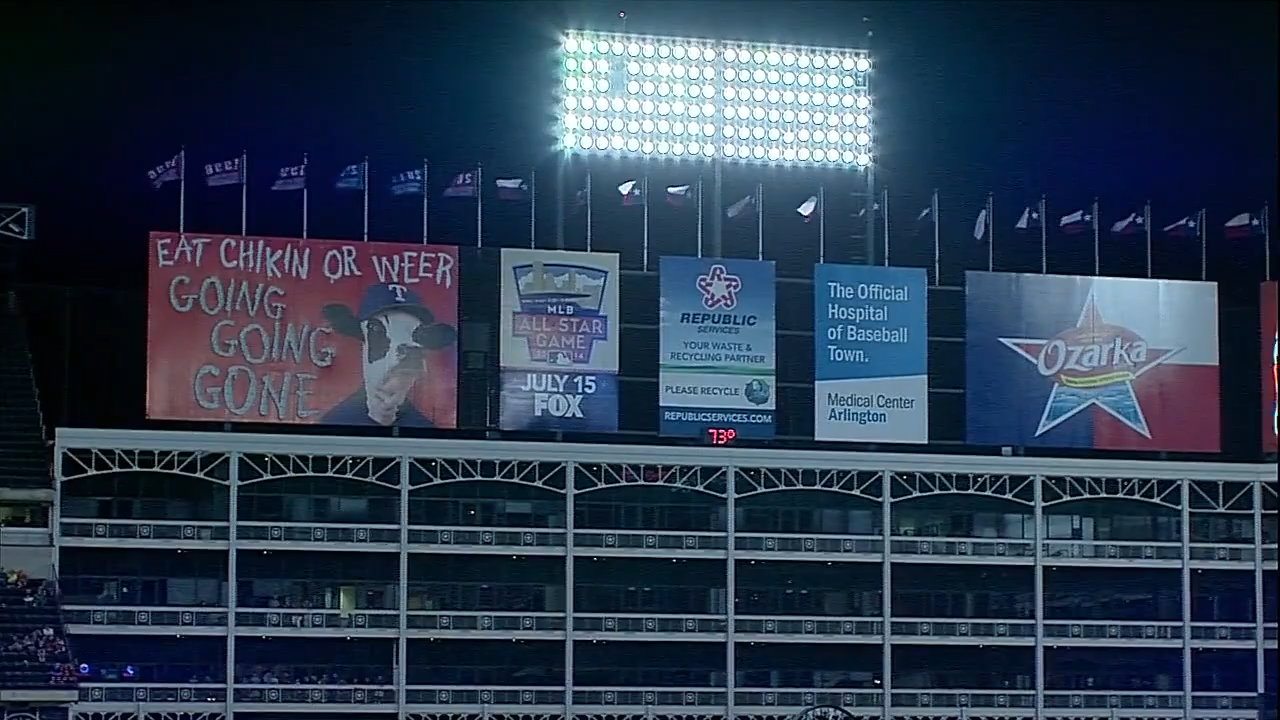 EAT CHIKIN OR WEER
GOING
GOING
GONE
T
MLB
ALL STAR
GAME
JULY 15
FOX
REPUBLIC
SERVICES
YOUR WASTE &
RECYCLING PARTNER
PLEASE RECYCLE
REPUBLICSERVICES.COM
73°
The Official
Hospital
of Baseball
Town.
Medical Center
Arlington
Ozarka